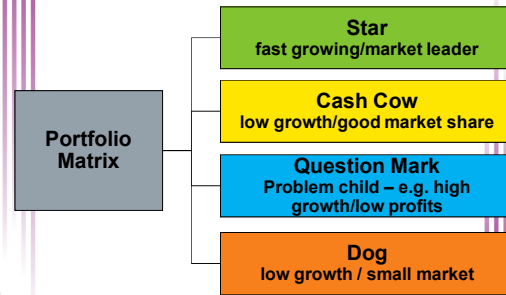 Star
fast growing/market leader
Cash Cow
low growth/good market share
Portfolio
Matrix
Question Mark
Problem child – e.g. high
growth/low profits
Dog
low growth / small market